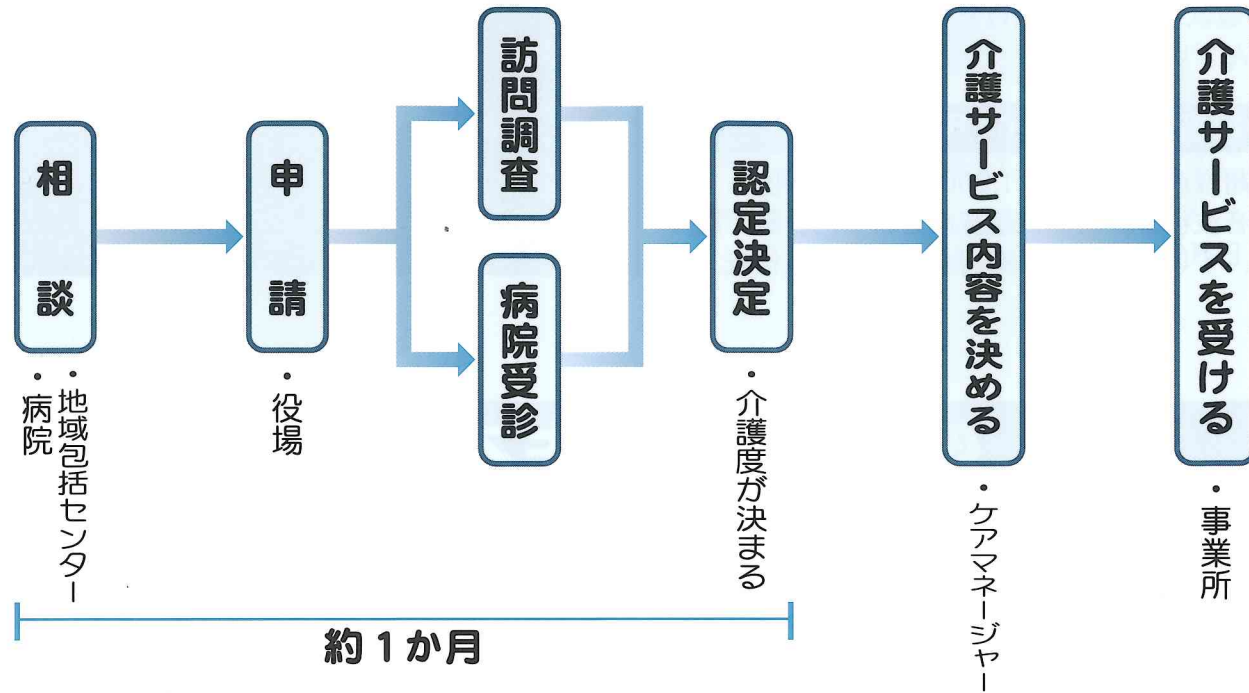 相談
・地域包括センター
・病院
申請
・役場
訪問調査
病院受診
認定決定
・介護度が決まる
介護サービス内容を決める
・ケアマネージャー
介護サービスを受ける
・事業所
約１か月